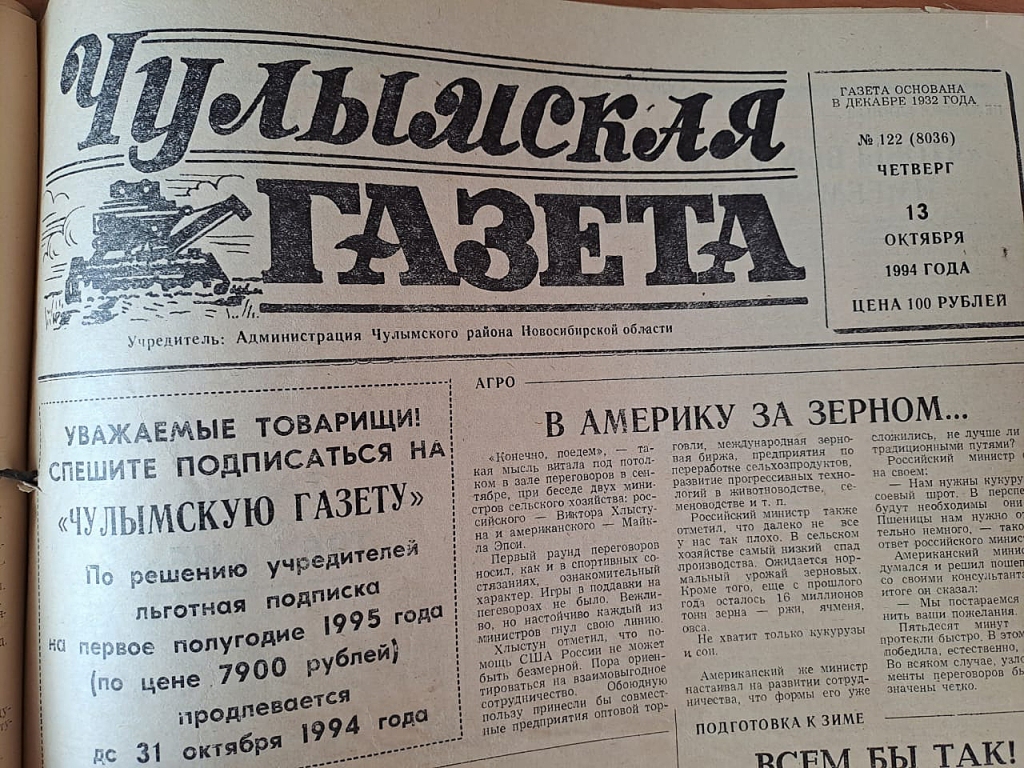 Чулымская
ГАЗЕТА
ГАЗЕТА ОСНОВАНА
В ДЕКАБРЕ 1932 ГОДА
№ 122 (8036)
ЧЕТВЕРГ
13
ОКТЯБРЯ
1994 ГОДА
ЦЕНА 100 РУБЛЕЙ
Учредитель: Администрация Чулымского района Новосибирской области
УВАЖАЕМЫЕ ТОВАРИЩИ!
СПЕШИТЕ ПОДПИСАТЬСЯ НА
«ЧУЛЫМСКУЮ ГАЗЕТУ»
По решению учредителей
льготная подписка
на первое полугодие 1995 года
(по цене 7900 рублей)
продлевается
до 31 октября 1994 года
АГРО
В АМЕРИКУ ЗА ЗЕРНОМ...
«Конечно, поедем», — та-
кая мысль витала под потол-
ком в зале переговоров в сен-
тябре, при беседе двух мини-
стров сельского хозяйства: рос-
сийского — Виктора Хлысту-
на и американского — Май-
ла Эпси.
Первый раунд переговоров
носил, как и в спортивных со-
стязаниях, ознакомительный
характер. Игры в поддавки на
переговорах не было. Вежли-
во, но настойчиво каждый из
министров гнул свою линию.
Хлыстун отметил, что по-
мощь США России не может
быть безмерной. Пора ориен-
тироваться на взаимовыгодное
сотрудничество. Обоюдную
пользу принесли бы совмест-
ные предприятия оптовой тор-
говли, международная зерно-
вая биржа, предприятия по
переработке сельхозпродуктов,
развитие прогрессивных техно-
логий в животноводстве, се-
меноводстве и т. п.
Российский министр также
отметил, что далеко не все
у нас так плохо. В сельском
хозяйстве самый низкий спад
производства. Ожидается нор-
мальный урожай зерновых.
Кроме того, еще с прошлого
года осталось 16 миллионов
тонн зерна — ржи, ячменя,
овса.
Не хватит только кукурузы
и сои.
Американский же министр
настаивал на развитии сотруд-
ничества, что формы его уже
сложились, не лучше ли
традиционными путями?
Российский министр
на своем:
— Нам нужны кукуру
соевый шрот. В перспе
будут необходимы они
Пшеницы нам нужно от
тельно немного, — тако
ответ российского минис
Американский министр
думался и решил пошеп
со своими консультанта
итоге он сказал:
— Мы постараемся
нить ваши пожелания.
Пятьдесят минут
протекли быстро. В этом
победила, естественно,
Во всяком случае, узло
менты переговоров бы
значены четко.
ПОДГОТОВКА К ЗИМЕ
ВСЕМ БЫ ТАК!